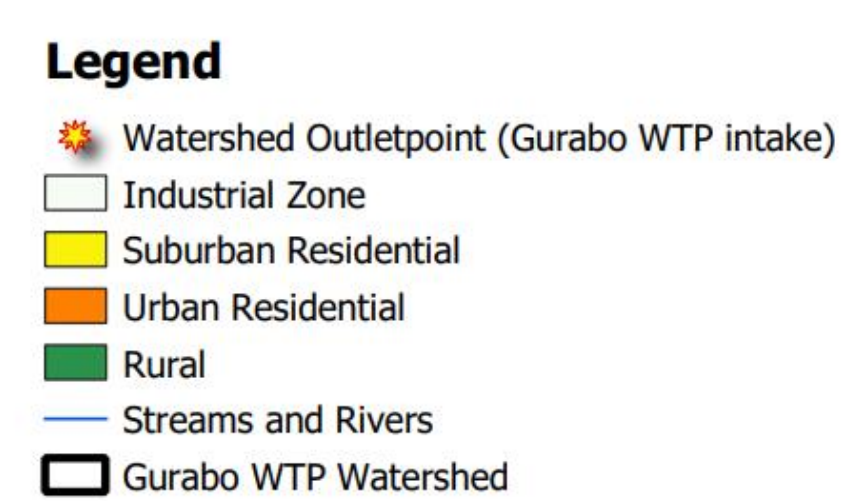 Legend
Watershed Outletpoint (Gurabo WTP intake)
Industrial Zone
Suburban Residential
Urban Residential
Rural
Streams and Rivers
Gurabo WTP Watershed